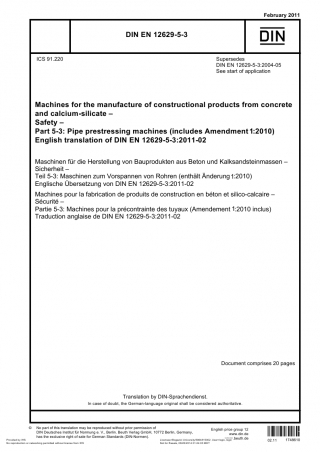 February 2011
DIN EN 12629-5-3
DIN
ICS 91.220
Supersedes
DIN EN 12629-5-3:2004-05
See start of application
Machines for the manufacture of constructional products from concrete
and calcium-silicate –
Safety –
Part 5-3: Pipe prestressing machines (includes Amendment 1:2010)
English translation of DIN EN 12629-5-3:2011-02
Maschinen für die Herstellung von Bauprodukten aus Beton und Kalksandsteinmassen –
Sicherheit –
Teil 5-3: Maschinen zum Vorspannen von Rohren (enthält Änderung 1:2010)
Englische Übersetzung von DIN EN 12629-5-3:2011-02
Machines pour la fabrication de produits de construction en béton et silico-calcaire –
Sécurité –
Partie 5-3: Machines pour la précontrainte des tuyaux (Amendement 1:2010 inclus)
Traduction anglaise de DIN EN 12629-5-3:2011-02
Document comprises 20 pages
Translation by DIN-Sprachendienst.
In case of doubt, the German-language original shall be considered authoritative.
© No part of this translation may be reproduced without prior permission of
DIN Deutsches Institut für Normung e. V., Berlin. Beuth Verlag GmbH, 10772 Berlin, Germany,
has the exclusive right of sale for German Standards (DIN-Normen).
English price group 12
www.din.de
www.beuth.de